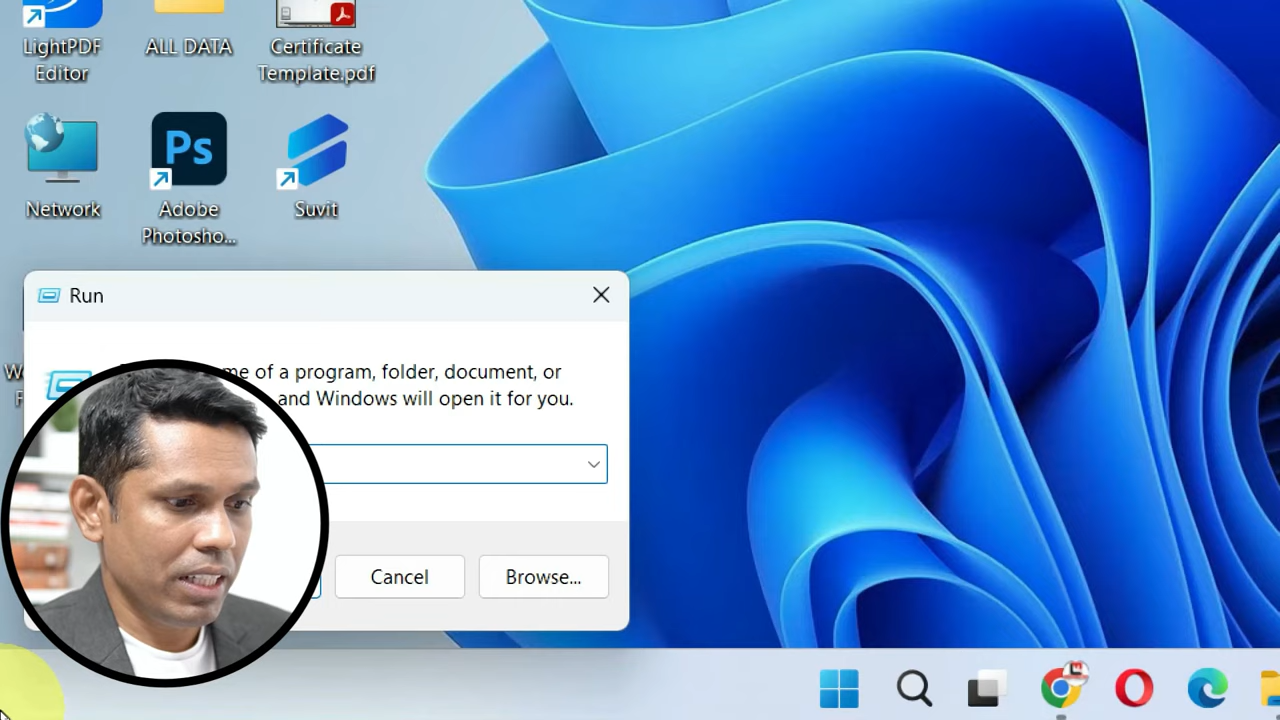 LightPDF
Editor
ALL DATA
Certificate
Template.pdf
Network
Ps
Adobe
Photosho...
Suvit
Run
of a program, folder, document, or
and Windows will open it for you.
Cancel
Browse...